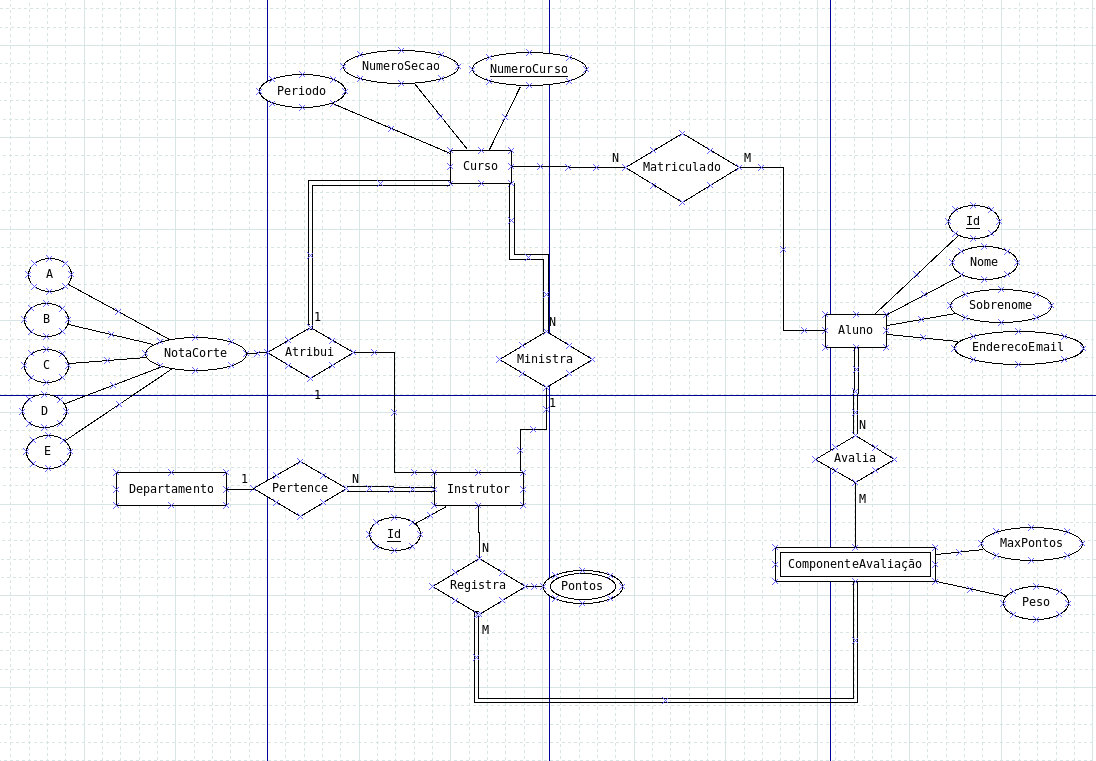 NumeroSecao
NumeroCurso
Periodo
Curso
N
Matriculado
M
Id
Nome
Sobrenome
EnderecoEmail
Aluno
A
B
C
D
E
NotaCorte
1
Atribui
1
N
Ministra
1
N
Avalia
M
Departamento
1
Pertence
N
Instrutor
Id
N
Registra
Pontos
M
ComponenteAvaliação
MaxPontos
Peso